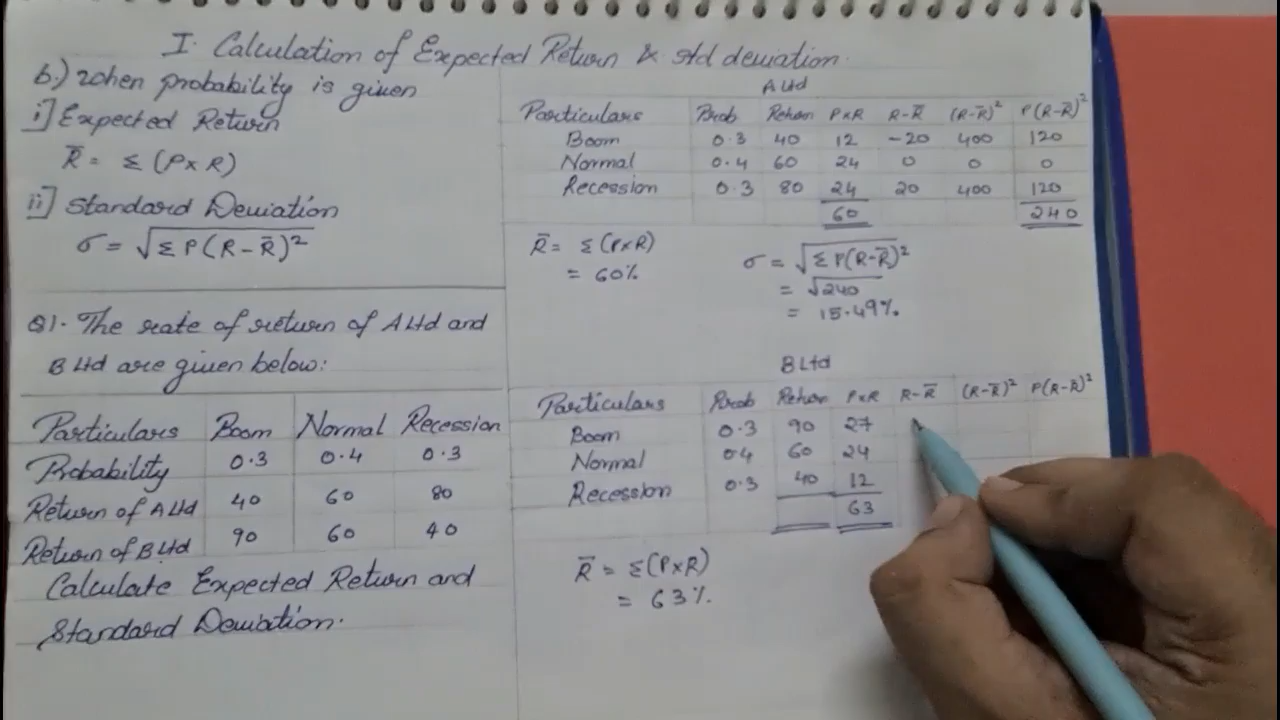 I. Calculation of Expected Return & std deviation.
b.) when probability is given
i] Expected Return
R̄ = Σ (P×R)
ii] Standard Deviation
σ = √ΣP(R-R̄)²
Q1. The rate of return of A Ltd and
B Ltd are given below:
Particulars Boom Normal Recession
Probability 0.3 0.4 0.3
Return of A Ltd 40 60 80
Return of B Ltd 90 60 40
Calculate Expected Return and
Standard Deviation.
A Ltd
Particulars Prob Return P×R R-R̄ (R-R̄)² P(R-R̄)²
Boom 0.3 40 12 -20 400 120
Normal 0.4 60 24 0 0 0
Recession 0.3 80 24 20 400 120
60 240
R̄ = Σ(P×R)
= 60%
σ = √ΣP(R-R̄)²
= √240
= 15.49%
B Ltd
Particulars Prob Return P×R R-R̄ (R-R̄)² P(R-R̄)²
Boom 0.3 90 27
Normal 0.4 60 24
Recession 0.3 40 12
63
R̄ = Σ(P×R)
= 63%